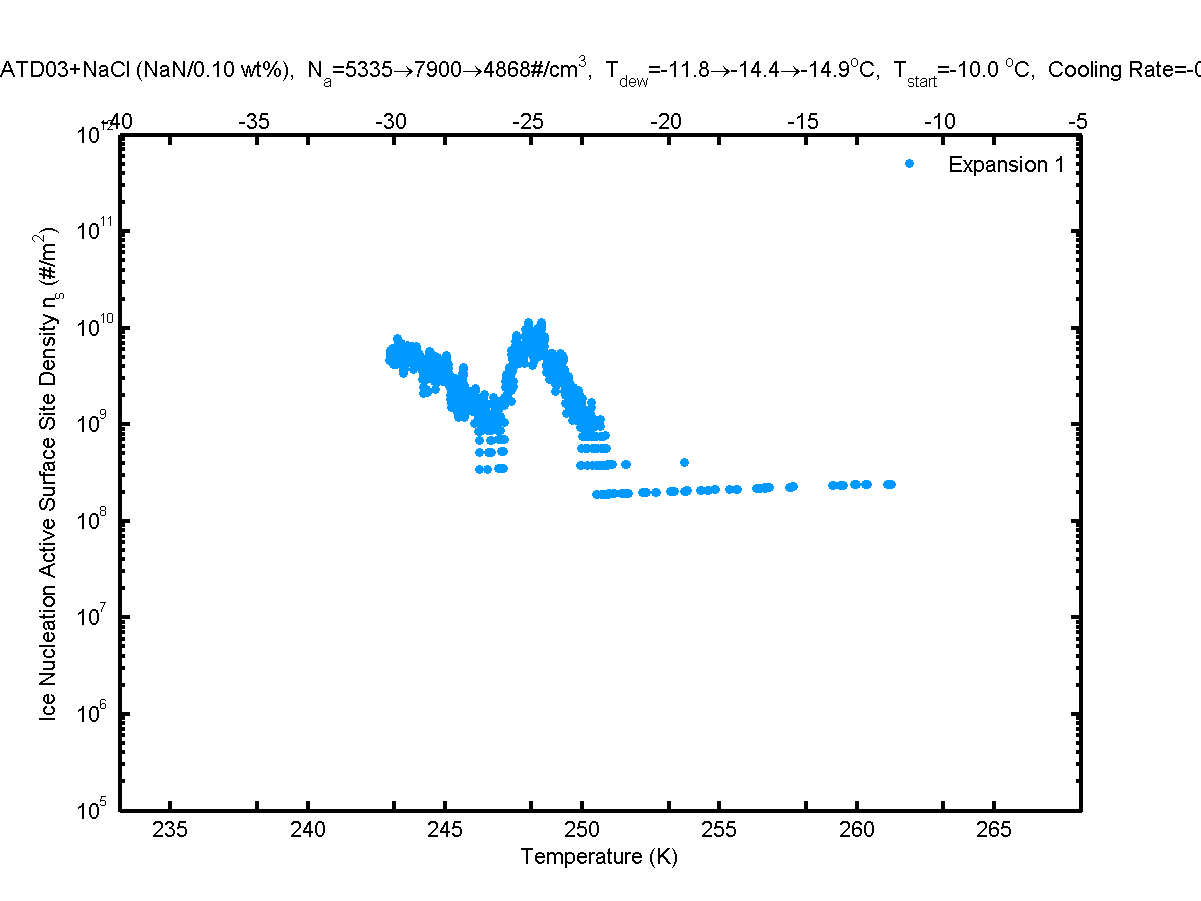 ATD03+NaCl (NaN/0.10 wt%), Na=5335→7900→4868#/cm³, Tdew=-11.8→-14.4→-14.9°C, Tstart=-10.0 °C, Cooling Rate=-0
-40 -35 -30 -25 -20 -15 -10 -5
Expansion 1
10¹²
10¹¹
10¹⁰
10⁹
10⁸
10⁷
10⁶
10⁵
Ice Nucleation Active Surface Site Density ns (#/m²)
235 240 245 250 255 260 265
Temperature (K)